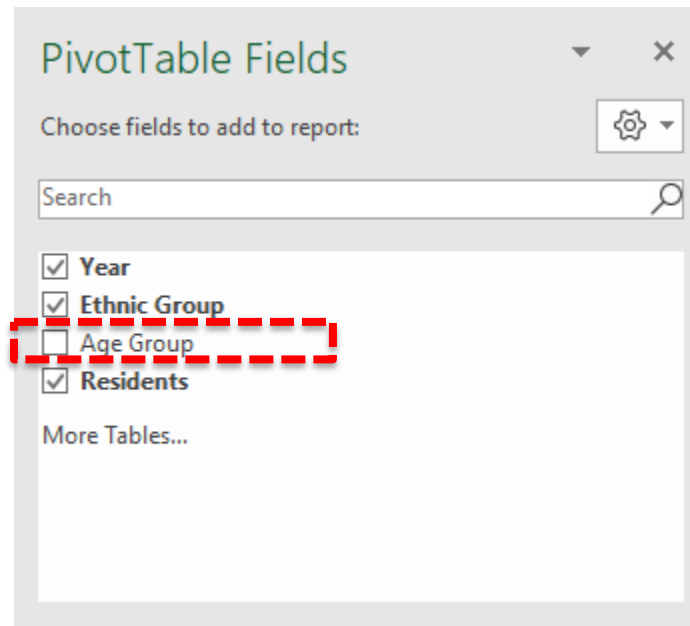 PivotTable Fields
Choose fields to add to report:
Search
Year
Ethnic Group
Age Group
Residents
More Tables...